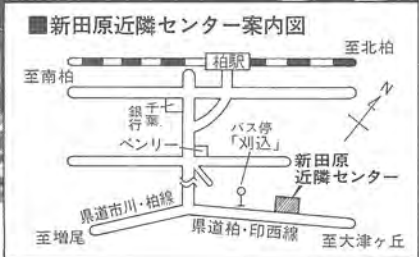 ■新田原近隣センター案内図
至北柏
柏駅
至南柏
千葉
銀行
N
バス停
「刈込」
ベンリー
新田原
近隣センター
県道市川・柏線
県道柏・印西線
至増尾
至大津ヶ丘